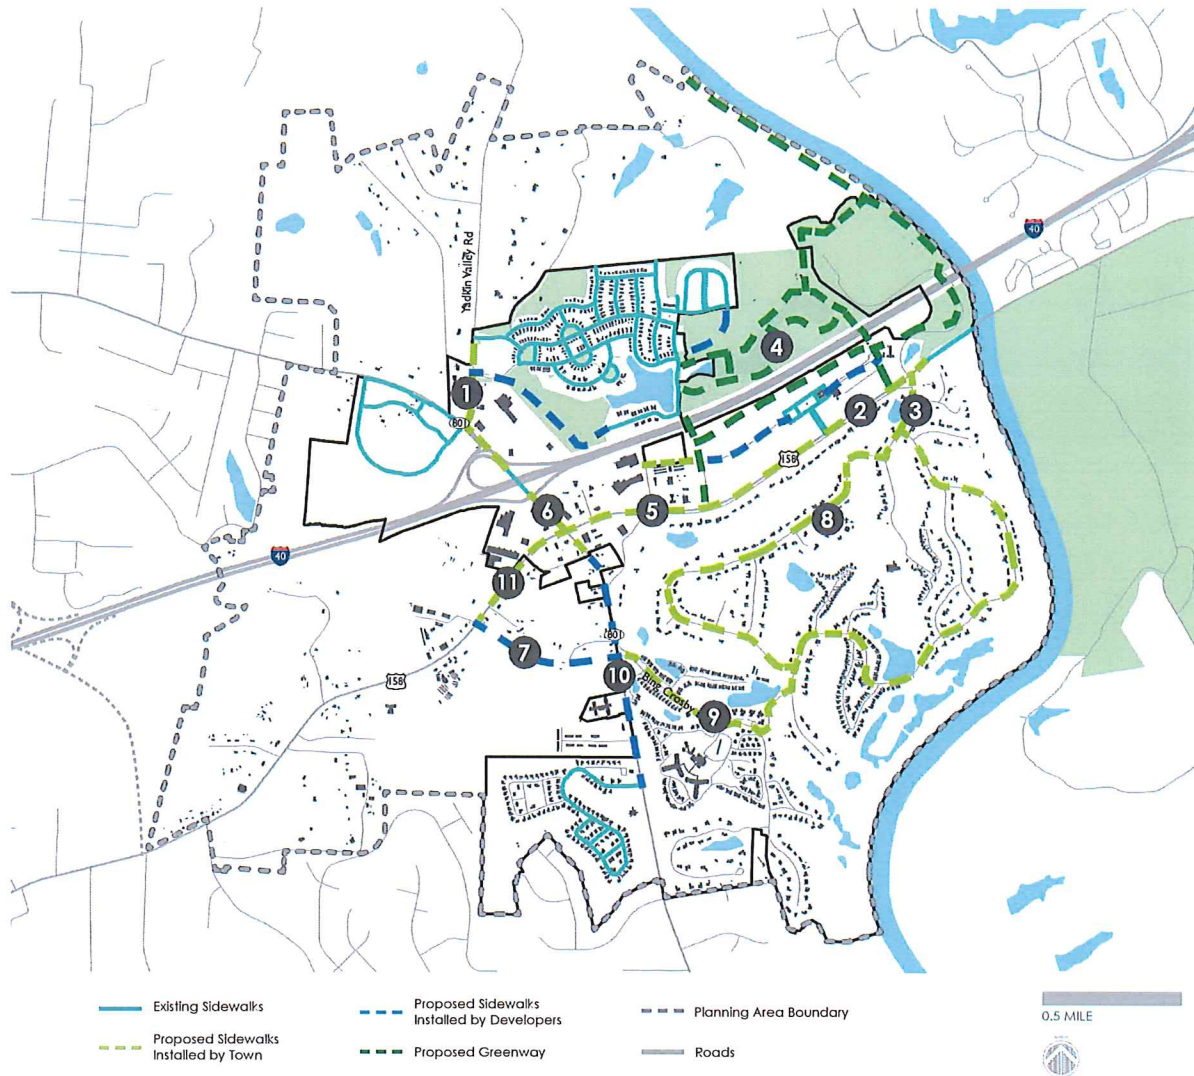 40
Yadkin Valley Rd
4
1
801
2
3
158
6
5
8
40
11
801
7
10
158
Bing Crosby
9
Existing Sidewalks
Proposed Sidewalks
Installed by Town
Proposed Sidewalks
Installed by Developers
Proposed Greenway
Planning Area Boundary
Roads
0.5 MILE